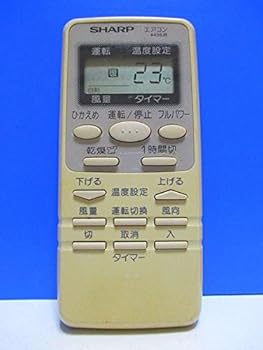 SHARP エアコン
運転 温度設定
暖 23℃
自動
風量 タイマー
ひかえめ 運転/停止 フルパワー
乾燥 1時間切
下げる 上げる
温度設定
風量 運転切換 風向
切 取消 入
タイマー